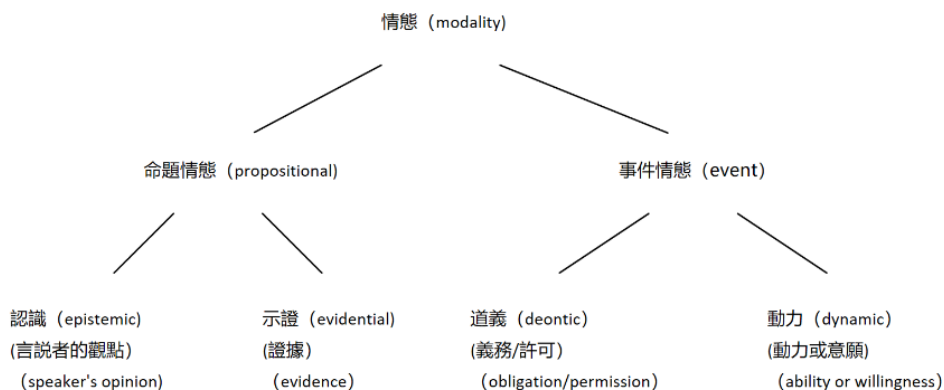 情態（modality)
命題情態（propositional)
事件情態（event）
認識（epistemic)
(言説者的觀點）
（speaker's opinion)
示證（evidential)
(證據）
（evidence）
道義（deontic）
(義務/許可）
（obligation/permission）
動力（dynamic）
(動力或意願)
（ability or willingness)